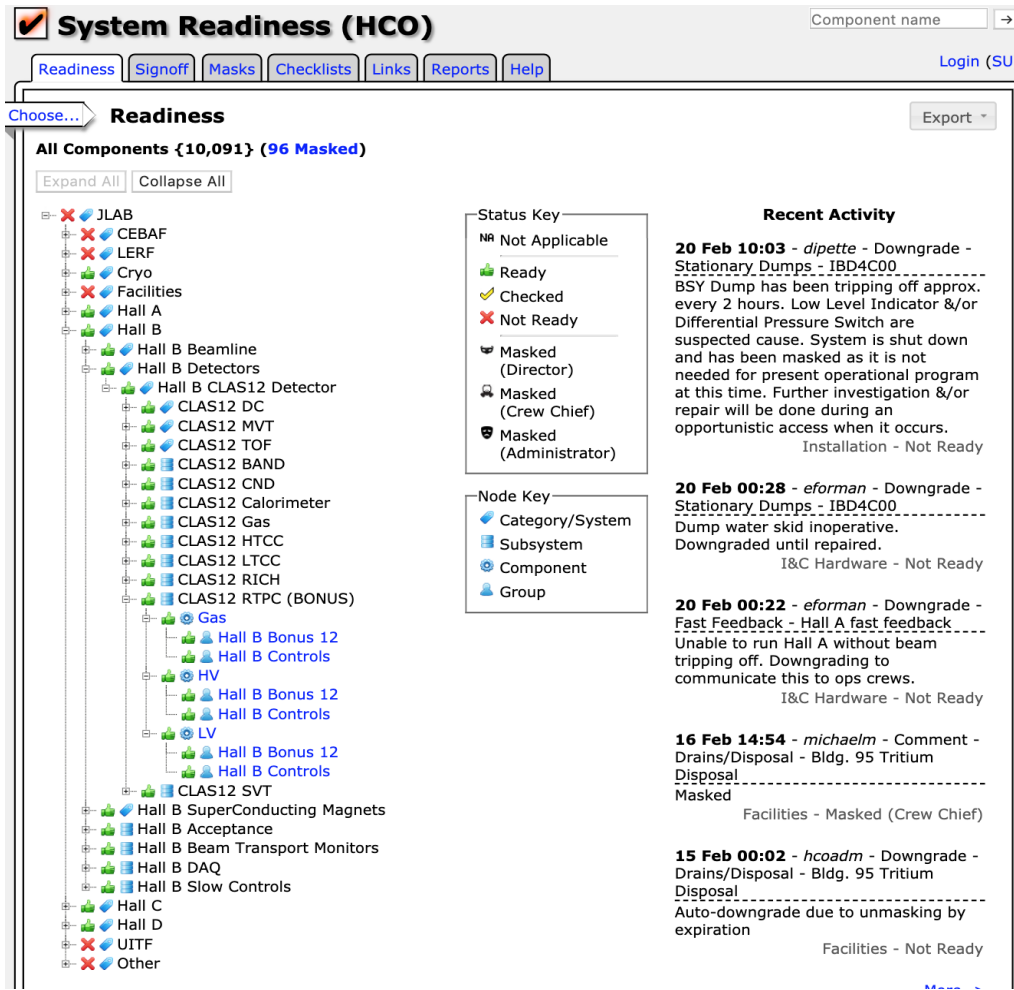 System Readiness (HCO)
Component name
→
Readiness
Signoff
Masks
Checklists
Links
Reports
Help
Login (SU
Choose...
Readiness
Export
All Components {10,091} (96 Masked)
Expand All
Collapse All
JLAB
CEBAF
LERF
Cryo
Facilities
Hall A
Hall B
Hall B Beamline
Hall B Detectors
Hall B CLAS12 Detector
CLAS12 DC
CLAS12 MVT
CLAS12 TOF
CLAS12 BAND
CLAS12 CND
CLAS12 Calorimeter
CLAS12 Gas
CLAS12 HTCC
CLAS12 LTCC
CLAS12 RICH
CLAS12 RTPC (BONUS)
Gas
Hall B Bonus 12
Hall B Controls
HV
Hall B Bonus 12
Hall B Controls
LV
Hall B Bonus 12
Hall B Controls
CLAS12 SVT
Hall B SuperConducting Magnets
Hall B Acceptance
Hall B Beam Transport Monitors
Hall B DAQ
Hall B Slow Controls
Hall C
Hall D
UITF
Other
Status Key
NA Not Applicable
Ready
Checked
Not Ready
Masked
(Director)
Masked
(Crew Chief)
Masked
(Administrator)
Node Key
Category/System
Subsystem
Component
Group
Recent Activity
20 Feb 10:03 - dipette - Downgrade -
Stationary Dumps - IBD4C00
BSY Dump has been tripping off approx.
every 2 hours. Low Level Indicator &/or
Differential Pressure Switch are
suspected cause. System is shut down
and has been masked as it is not
needed for present operational program
at this time. Further investigation &/or
repair will be done during an
opportunistic access when it occurs.
Installation - Not Ready
20 Feb 00:28 - eforman - Downgrade -
Stationary Dumps - IBD4C00
Dump water skid inoperative.
Downgraded until repaired.
I&C Hardware - Not Ready
20 Feb 00:22 - eforman - Downgrade -
Fast Feedback - Hall A fast feedback
Unable to run Hall A without beam
tripping off. Downgrading to
communicate this to ops crews.
I&C Hardware - Not Ready
16 Feb 14:54 - michaelm - Comment -
Drains/Disposal - Bldg. 95 Tritium
Disposal
Masked
Facilities - Masked (Crew Chief)
15 Feb 00:02 - hcoadm - Downgrade -
Drains/Disposal - Bldg. 95 Tritium
Disposal
Auto-downgrade due to unmasking by
expiration
Facilities - Not Ready